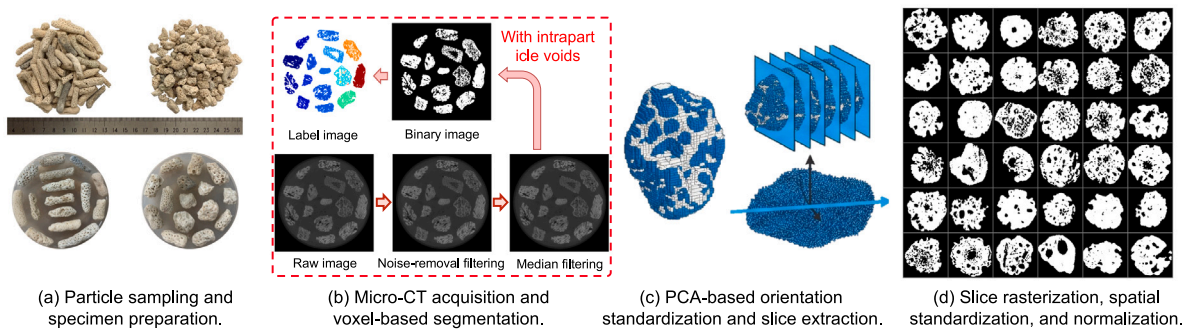 With intrapart
icle voids
Label image
Binary image
Raw image
Noise-removal filtering
Median filtering
(a) Particle sampling and
specimen preparation.
(b) Micro-CT acquisition and
voxel-based segmentation.
(c) PCA-based orientation
standardization and slice extraction.
(d) Slice rasterization, spatial
standardization, and normalization.